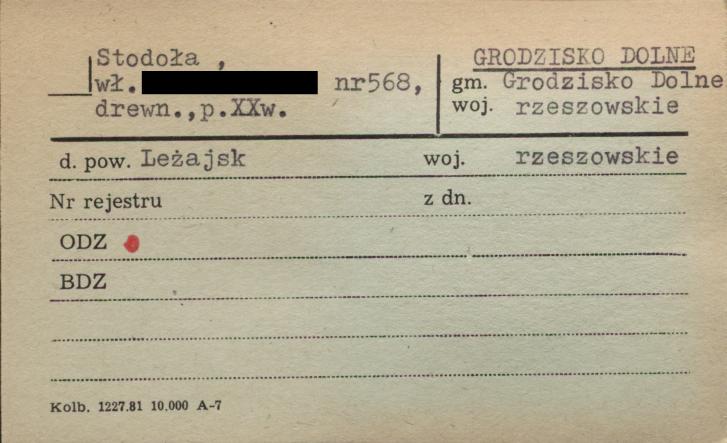 Stodoła ,
wł. nr568,
drewn.,p.XXw.
GRODZISKO DOLNE
gm. Grodzisko Dolne
woj. rzeszowskie
d. pow. Leżajsk woj. rzeszowskie
Nr rejestru z dn.
ODZ
BDZ
Kolb. 1227.81 10.000 A-7